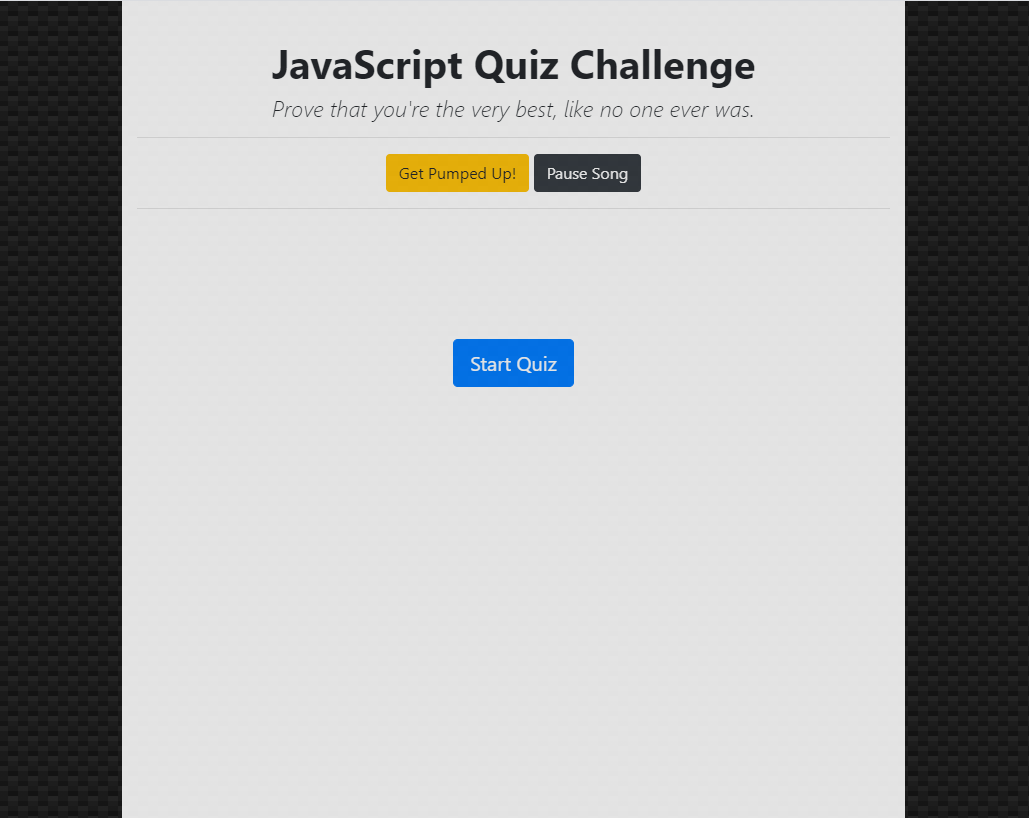 JavaScript Quiz Challenge
Prove that you're the very best, like no one ever was.
Get Pumped Up! Pause Song
Start Quiz